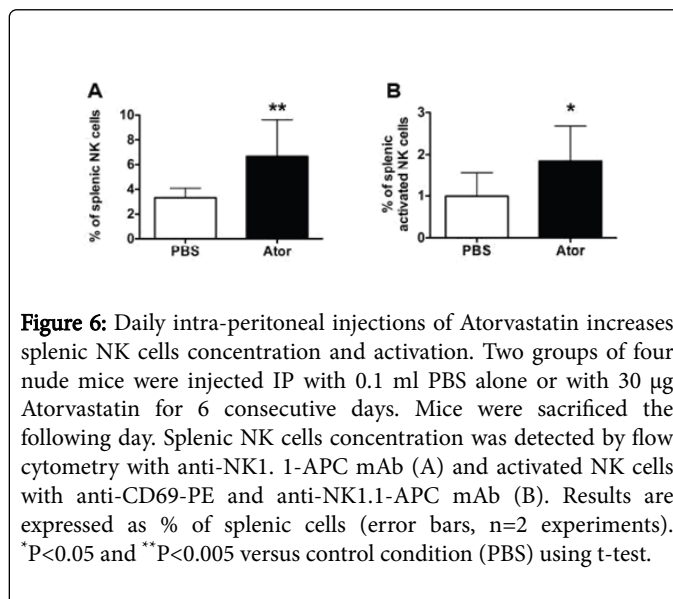 A
B
**
*
% of splenic NK cells
10
8
6
4
2
0
PBS
Ator
% of splenic
activated NK cells
3
2
1
0
PBS
Ator
Figure 6: Daily intra-peritoneal injections of Atorvastatin increases
splenic NK cells concentration and activation. Two groups of four
nude mice were injected IP with 0.1 ml PBS alone or with 30 µg
Atorvastatin for 6 consecutive days. Mice were sacrificed the
following day. Splenic NK cells concentration was detected by flow
cytometry with anti-NK1. 1-APC mAb (A) and activated NK cells
with anti-CD69-PE and anti-NK1.1-APC mAb (B). Results are
expressed as % of splenic cells (error bars, n=2 experiments).
*P<0.05 and **P<0.005 versus control condition (PBS) using t-test.